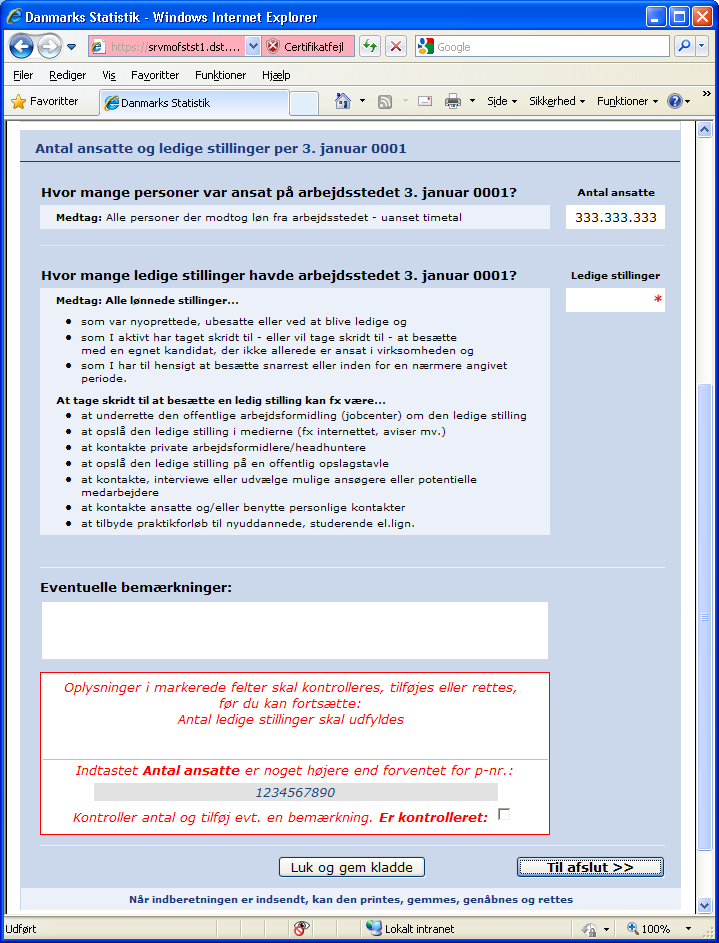 Danmarks Statistik - Windows Internet Explorer
https://srvmofstst1.dst....
Certifikatfejl
Google
Filer Rediger Vis Favoritter Funktioner Hjælp
Favoritter
Danmarks Statistik
Side Sikkerhed Funktioner
Antal ansatte og ledige stillinger per 3. januar 0001
Hvor mange personer var ansat på arbejdsstedet 3. januar 0001?
Antal ansatte
Medtag: Alle personer der modtog løn fra arbejdsstedet - uanset timetal
333.333.333
Hvor mange ledige stillinger havde arbejdsstedet 3. januar 0001?
Ledige stillinger
Medtag: Alle lønnede stillinger...
*
• som var nyoprettede, ubesatte eller ved at blive ledige og
• som I aktivt har taget skridt til - eller vil tage skridt til - at besætte
med en egnet kandidat, der ikke allerede er ansat i virksomheden og
• som I har til hensigt at besætte snarrest eller inden for en nærmere angivet
periode.
At tage skridt til at besætte en ledig stilling kan fx være...
• at underrette den offentlige arbejdsformidling (jobcenter) om den ledige stilling
• at opslå den ledige stilling i medierne (fx internettet, aviser mv.)
• at kontakte private arbejdsformidlere/headhuntere
• at opslå den ledige stilling på en offentlig opslagstavle
• at kontakte, interviewe eller udvælge mulige ansøgere eller potentielle
medarbejdere
• at kontakte ansatte og/eller benytte personlige kontakter
• at tilbyde praktikforløb til nyuddannede, studerende el.lign.
Eventuelle bemærkninger:
Oplysninger i markerede felter skal kontrolleres, tilføjes eller rettes,
før du kan fortsætte:
Antal ledige stillinger skal udfyldes
Indtastet Antal ansatte er noget højere end forventet for p-nr.:
1234567890
Kontroller antal og tilføj evt. en bemærkning. Er kontrolleret:
Luk og gem kladde
Til afslut >>
Når indberetningen er indsendt, kan den printes, gemmes, genåbnes og rettes
Udført
Lokalt intranet
100%